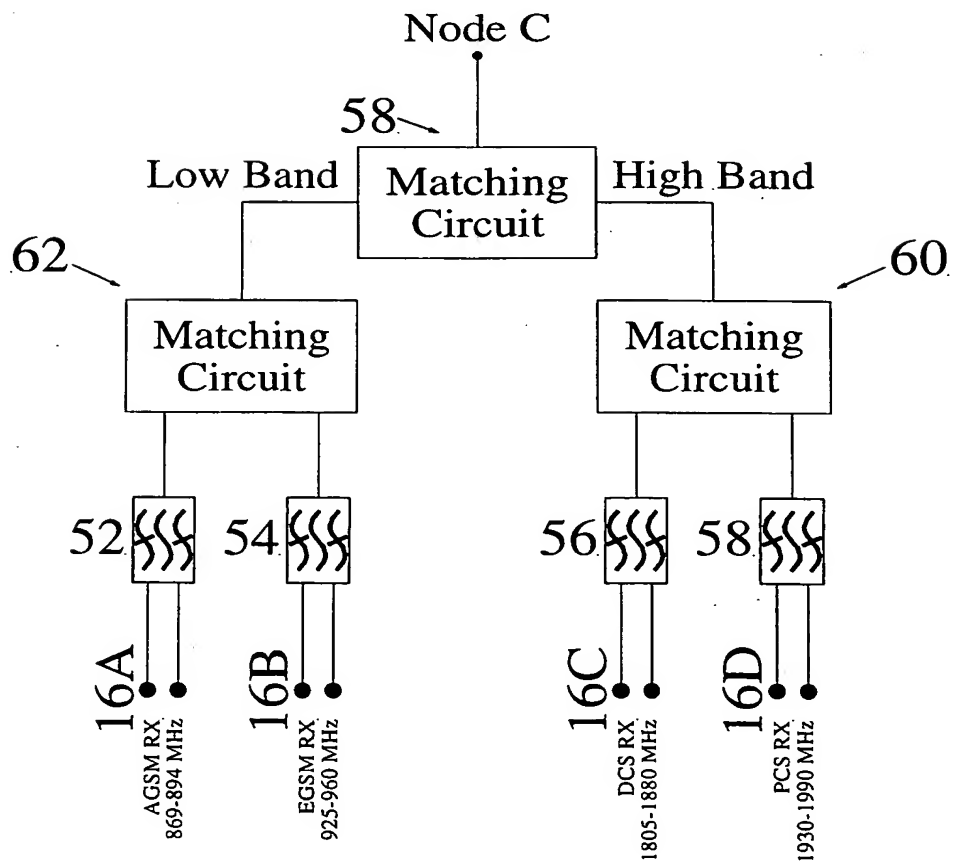 Node C
58
Low Band
Matching
Circuit
High Band
62
60
Matching
Circuit
Matching
Circuit
52
54
56
58
16A
AGSM RX
869-894 MHz
16B
EGSM RX
925-960 MHz
16C
DCS RX
1805-1880 MHz
16D
PCS RX
1930-1990 MHz